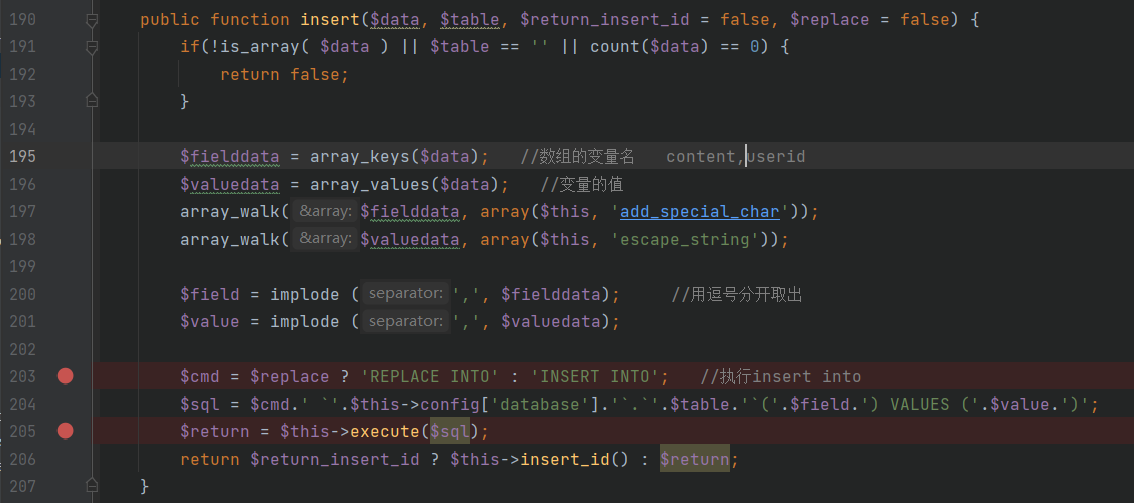 190 public function insert($data, $table, $return_insert_id = false, $replace = false) {
191 if(!is_array( $data ) || $table == '' || count($data) == 0) {
192 return false;
193 }
194
195 $fielddata = array_keys($data); //数组的变量名 content,userid
196 $valuedata = array_values($data); //变量的值
197 array_walk( &array: $fielddata, array($this, 'add_special_char'));
198 array_walk( &array: $valuedata, array($this, 'escape_string'));
199
200 $field = implode ( separator: ',', $fielddata); //用逗号分开取出
201 $value = implode ( separator: ',', $valuedata);
202
203 $cmd = $replace ? 'REPLACE INTO' : 'INSERT INTO'; //执行insert into
204 $sql = $cmd.' `'.$this->config['database'].'`.`'.$table.'`('.$field.') VALUES ('.$value.')';
205 $return = $this->execute($sql);
206 return $return_insert_id ? $this->insert_id() : $return;
207 }